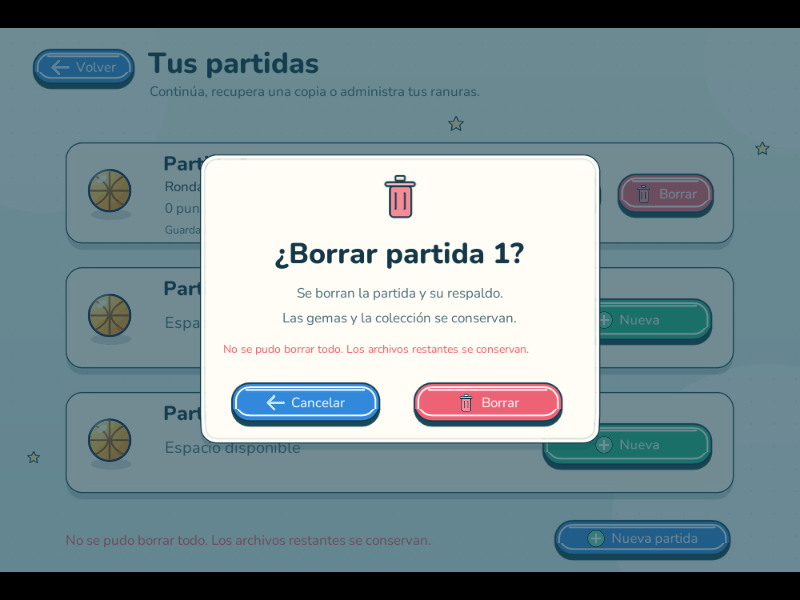 Volver
Tus partidas
Continúa, recupera una copia o administra tus ranuras.
Borrar
¿Borrar partida 1?
Se borran la partida y su respaldo.
Las gemas y la colección se conservan.
No se pudo borrar todo. Los archivos restantes se conservan.
Cancelar
Borrar
0
Nueva
Espacio disponible
Nueva
No se pudo borrar todo. Los archivos restantes se conservan.
Nueva partida